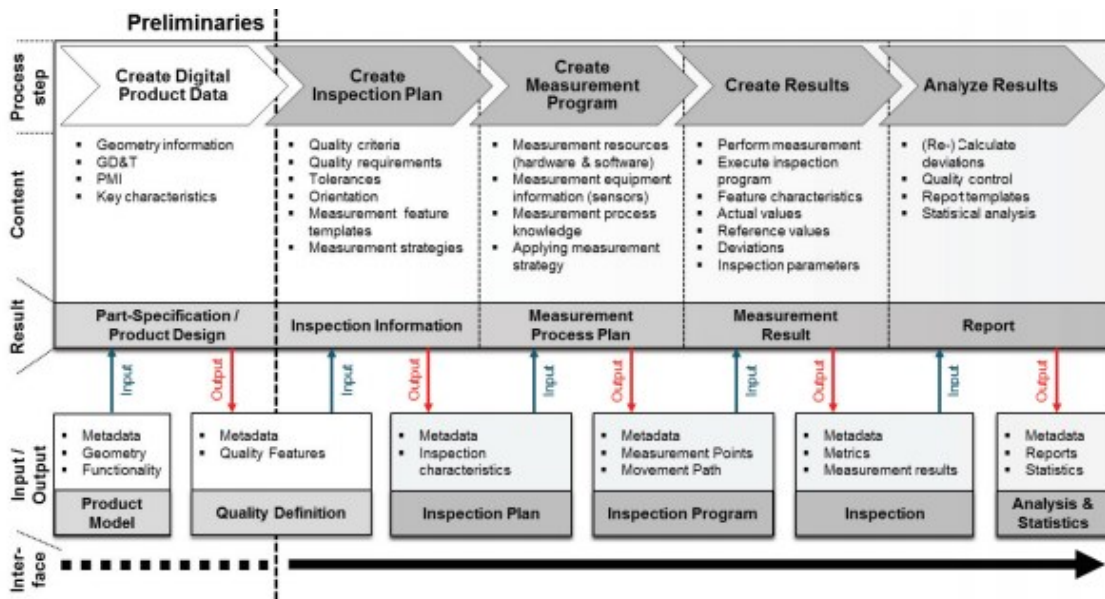 Preliminaries
Process
step
Create Digital
Product Data
Create
Inspection Plan
Create
Measurement
Program
Create Results
Analyze Results
Content
▪ Geometry information
▪ GD&T
▪ PMI
▪ Key characteristics
▪ Quality criteria
▪ Quality requirements
▪ Tolerances
▪ Orientation
▪ Measurement feature
templates
▪ Measurement strategies
▪ Measurement resources
(hardware & software)
▪ Measurement equipment
information (sensors)
▪ Measurement process
knowledge
▪ Applying measurement
strategy
▪ Perform measurement
▪ Execute inspection
program
▪ Feature characteristics
▪ Actual values
▪ Reference values
▪ Deviations
▪ Inspection parameters
▪ (Re-) Calculate
deviations
▪ Quality control
▪ Report templates
▪ Statistical analysis
Result
Part-Specification /
Product Design
Inspection Information
Measurement
Process Plan
Measurement
Result
Report
Input
Output
Input
Output
Input
Output
Input
Output
Input
Output
Input /
Output
▪ Metadata
▪ Geometry
▪ Functionality
Product
Model
▪ Metadata
▪ Quality Features
Quality Definition
▪ Metadata
▪ Inspection
characteristics
Inspection Plan
▪ Metadata
▪ Measurement Points
▪ Movement Path
Inspection Program
▪ Metadata
▪ Metrics
▪ Measurement results
Inspection
▪ Metadata
▪ Reports
▪ Statistics
Analysis &
Statistics
Inter-
face